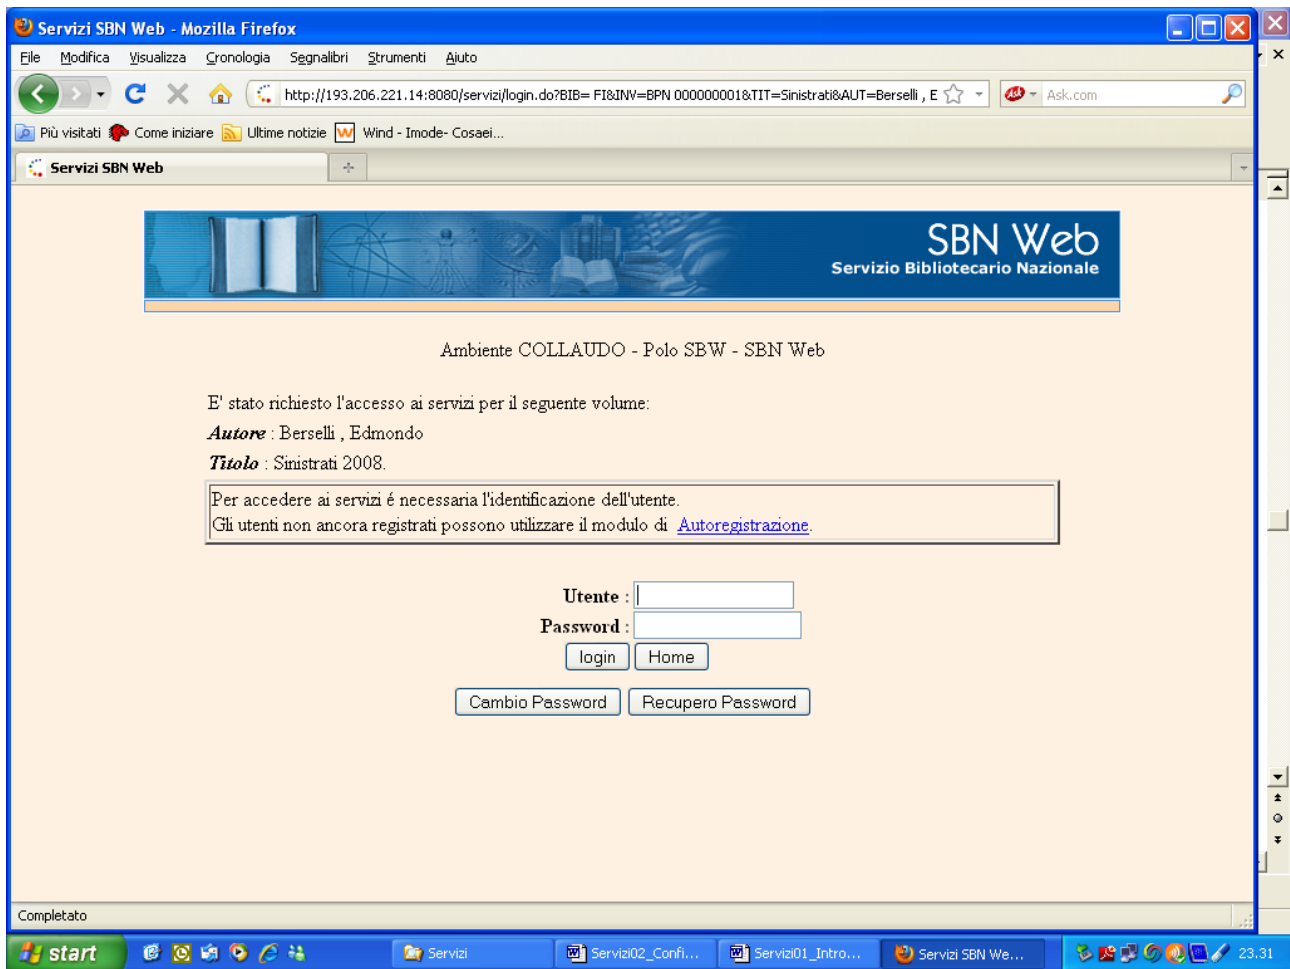 Servizi SBN Web - Mozilla Firefox
File Modifica Visualizza Cronologia Segnalibri Strumenti Aiuto
http://193.206.221.14:8080/servizi/login.do?BIB= FI&INV=BPN 000000001&TIT=Sinistrati&AUT=Berselli , E
Ask Ask.com
Più visitati Come iniziare Ultime notizie W Wind - Imode- Cosaei...
Servizi SBN Web
SBN Web
Servizio Bibliotecario Nazionale
Ambiente COLLAUDO - Polo SBW - SBN Web
E' stato richiesto l'accesso ai servizi per il seguente volume:
Autore : Berselli , Edmondo
Titolo : Sinistrati 2008.
Per accedere ai servizi é necessaria l'identificazione dell'utente.
Gli utenti non ancora registrati possono utilizzare il modulo di Autoregistrazione.
Utente :
Password :
login Home
Cambio Password Recupero Password
Completato
start Servizi Servizi02_Confi... Servizi01_Intro... Servizi SBN We... 23.31